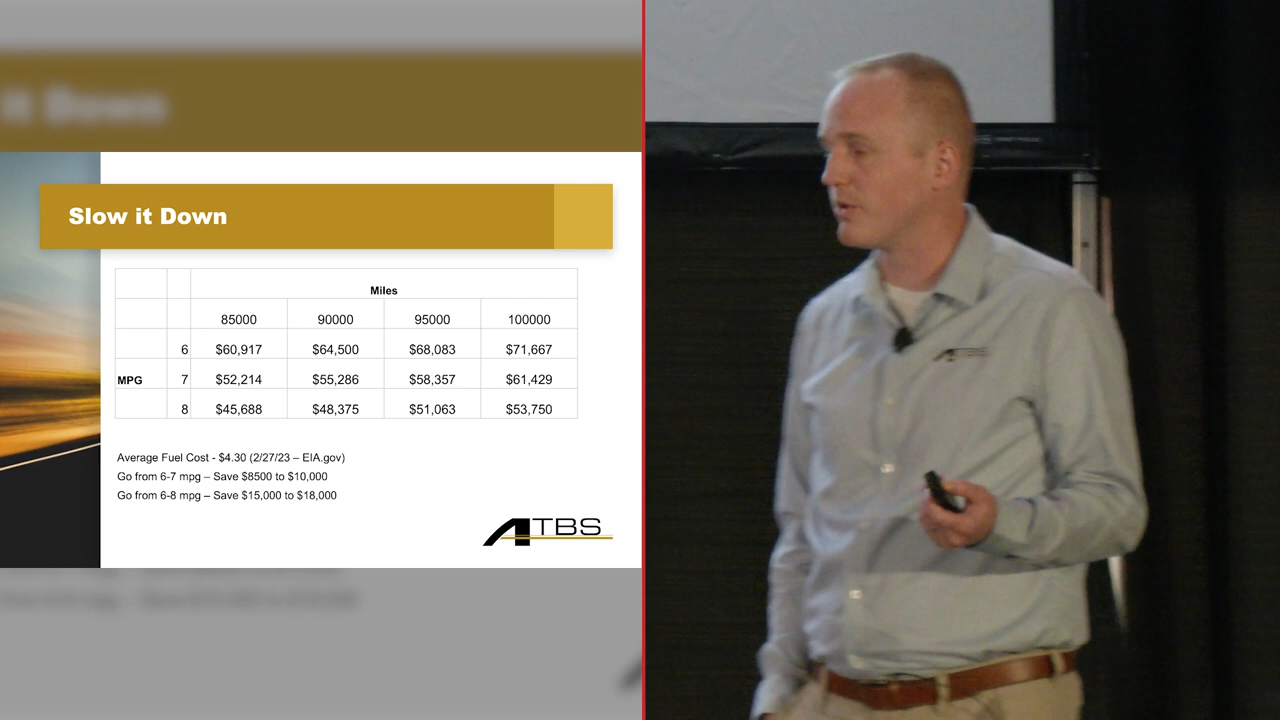 it Down
Slow it Down
Miles
85000 90000 95000 100000
6 $60,917 $64,500 $68,083 $71,667
MPG 7 $52,214 $55,286 $58,357 $61,429
8 $45,688 $48,375 $51,063 $53,750
Average Fuel Cost - $4.30 (2/27/23 – EIA.gov)
Go from 6-7 mpg – Save $8500 to $10,000
Go from 6-8 mpg – Save $15,000 to $18,000
ATBS
ATBS